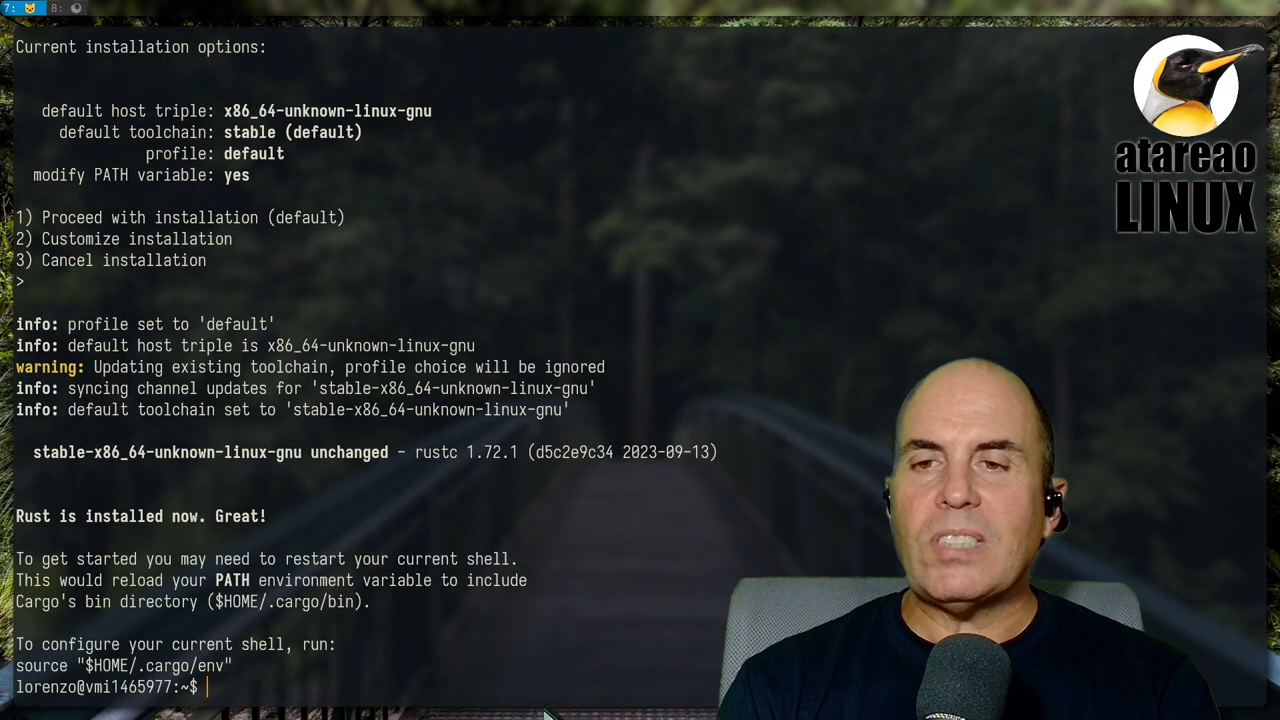 7:
8:
Current installation options:
default host triple: x86_64-unknown-linux-gnu
default toolchain: stable (default)
profile: default
modify PATH variable: yes
1) Proceed with installation (default)
2) Customize installation
3) Cancel installation
>
info: profile set to 'default'
info: default host triple is x86_64-unknown-linux-gnu
warning: Updating existing toolchain, profile choice will be ignored
info: syncing channel updates for 'stable-x86_64-unknown-linux-gnu'
info: default toolchain set to 'stable-x86_64-unknown-linux-gnu'
stable-x86_64-unknown-linux-gnu unchanged - rustc 1.72.1 (d5c2e9c34 2023-09-13)
Rust is installed now. Great!
To get started you may need to restart your current shell.
This would reload your PATH environment variable to include
Cargo's bin directory ($HOME/.cargo/bin).
To configure your current shell, run:
source "$HOME/.cargo/env"
lorenzo@vmi1465977:~$
atareao
LINUX